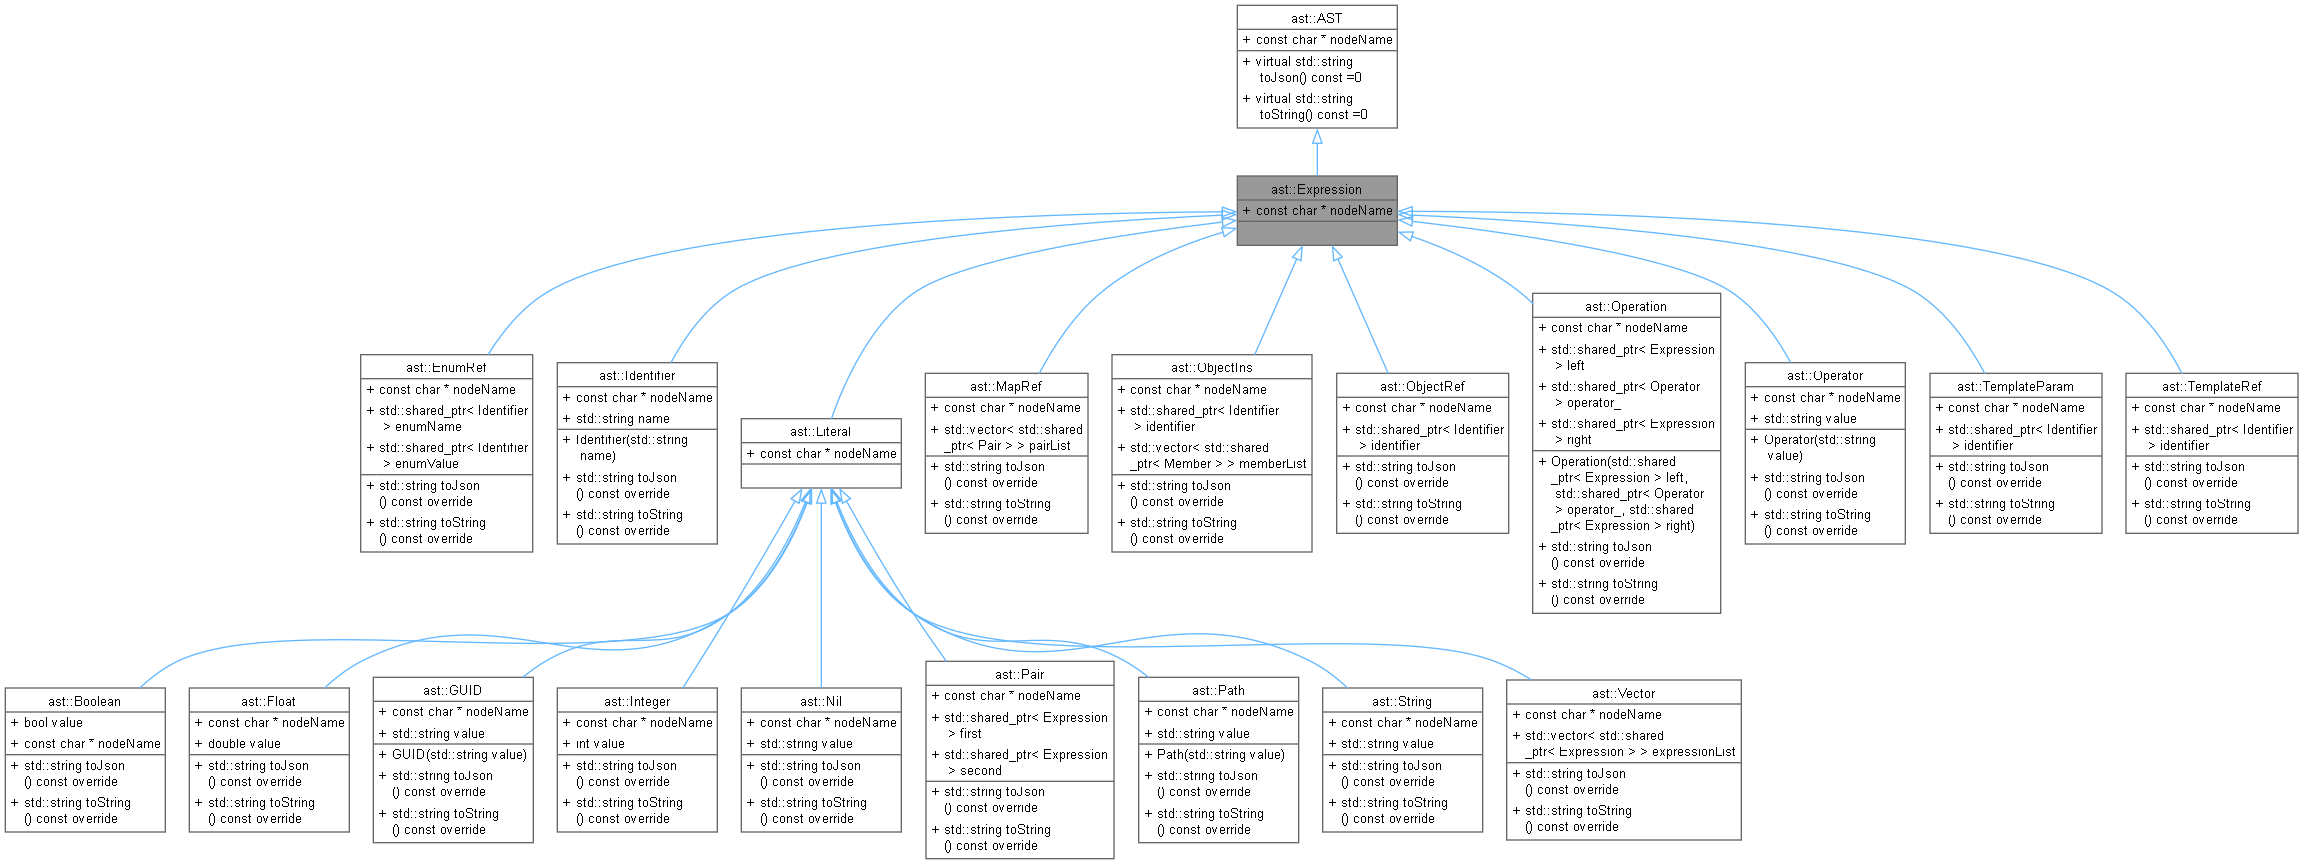 ast::AST
+ const char * nodeName
+ virtual std::string
toJson() const =0
+ virtual std::string
toString() const =0
ast::Expression
+ const char * nodeName
ast::EnumRef
+ const char * nodeName
+ std::shared_ptr< Identifier
> enumName
+ std::shared_ptr< Identifier
> enumValue
+ std::string toJson
() const override
+ std::string toString
() const override
ast::Identifier
+ const char * nodeName
+ std::string name
+ Identifier(std::string
name)
+ std::string toJson
() const override
+ std::string toString
() const override
ast::Literal
+ const char * nodeName
ast::MapRef
+ const char * nodeName
+ std::vector< std::shared
_ptr< Pair > > pairList
+ std::string toJson
() const override
+ std::string toString
() const override
ast::ObjectIns
+ const char * nodeName
+ std::shared_ptr< Identifier
> identifier
+ std::vector< std::shared
_ptr< Member > > memberList
+ std::string toJson
() const override
+ std::string toString
() const override
ast::ObjectRef
+ const char * nodeName
+ std::shared_ptr< Identifier
> identifier
+ std::string toJson
() const override
+ std::string toString
() const override
ast::Operation
+ const char * nodeName
+ std::shared_ptr< Expression
> left
+ std::shared_ptr< Operator
> operator_
+ std::shared_ptr< Expression
> right
+ Operation(std::shared
_ptr< Expression > left,
std::shared_ptr< Operator
> operator_, std::shared
_ptr< Expression > right)
+ std::string toJson
() const override
+ std::string toString
() const override
ast::Operator
+ const char * nodeName
+ std::string value
+ Operator(std::string
value)
+ std::string toJson
() const override
+ std::string toString
() const override
ast::TemplateParam
+ const char * nodeName
+ std::shared_ptr< Identifier
> identifier
+ std::string toJson
() const override
+ std::string toString
() const override
ast::TemplateRef
+ const char * nodeName
+ std::shared_ptr< Identifier
> identifier
+ std::string toJson
() const override
+ std::string toString
() const override
ast::Boolean
+ bool value
+ const char * nodeName
+ std::string toJson
() const override
+ std::string toString
() const override
ast::Float
+ const char * nodeName
+ double value
+ std::string toJson
() const override
+ std::string toString
() const override
ast::GUID
+ const char * nodeName
+ std::string value
+ GUID(std::string value)
+ std::string toJson
() const override
+ std::string toString
() const override
ast::Integer
+ const char * nodeName
+ int value
+ std::string toJson
() const override
+ std::string toString
() const override
ast::Nil
+ const char * nodeName
+ std::string value
+ std::string toJson
() const override
+ std::string toString
() const override
ast::Pair
+ const char * nodeName
+ std::shared_ptr< Expression
> first
+ std::shared_ptr< Expression
> second
+ std::string toJson
() const override
+ std::string toString
() const override
ast::Path
+ const char * nodeName
+ std::string value
+ Path(std::string value)
+ std::string toJson
() const override
+ std::string toString
() const override
ast::String
+ const char * nodeName
+ std::string value
+ std::string toJson
() const override
+ std::string toString
() const override
ast::Vector
+ const char * nodeName
+ std::vector< std::shared
_ptr< Expression > > expressionList
+ std::string toJson
() const override
+ std::string toString
() const override